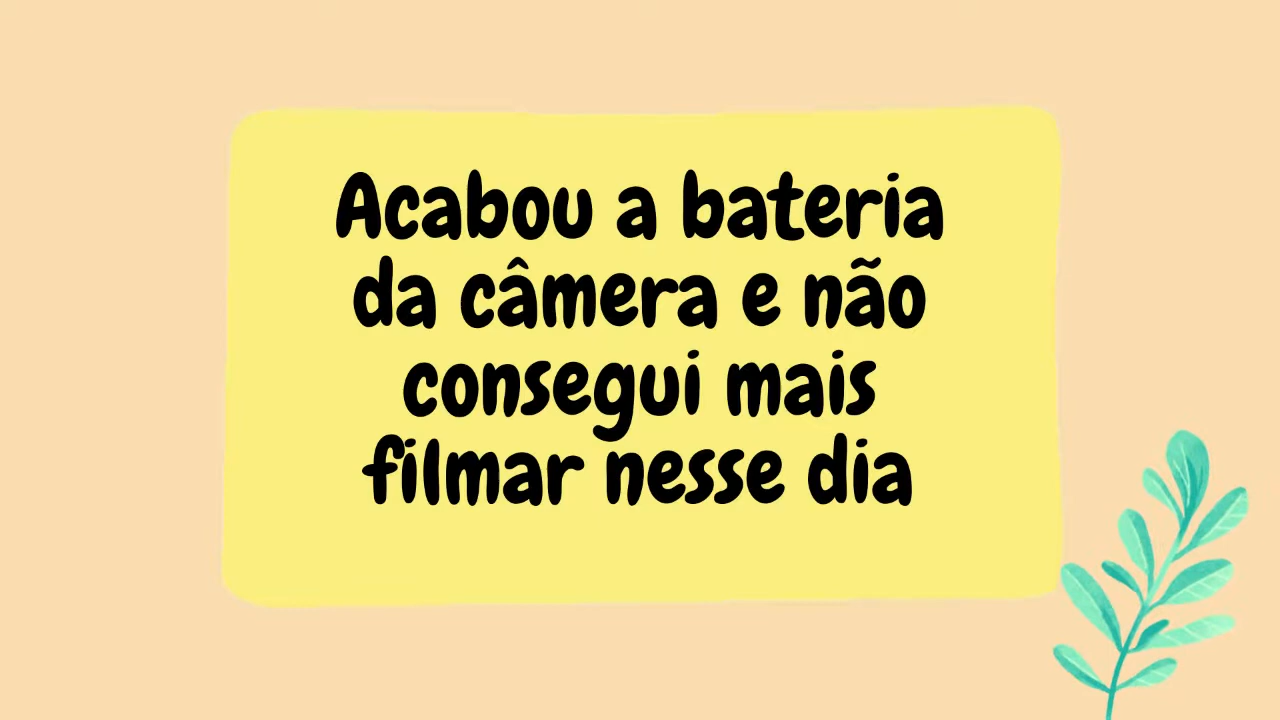 Acabou a bateria
da câmera e não
consegui mais
filmar nesse dia